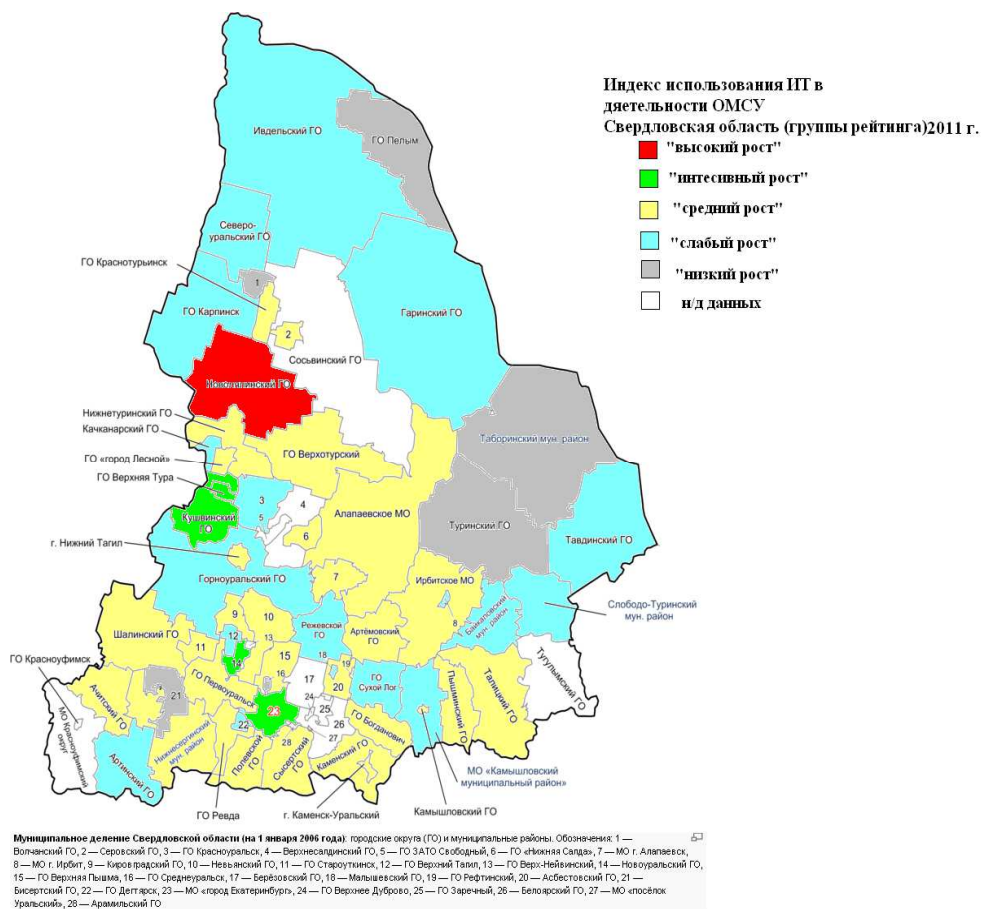 Индекс использования ИТ в
дяетельности ОМСУ
Свердловская область (группы рейтинга)2011 г.
"высокий рост"
"интесивный рост"
"средний рост"
"слабый рост"
"низкий рост"
н/д данных
Ивдельский ГО
ГО Пелым
Северо-
уральский ГО
ГО Краснотурьинск
1
ГО Карпинск
2
Гаринский ГО
Сосьвинский ГО
Новолялинский ГО
Нижнетуринский ГО
Качканарский ГО
ГО «город Лесной»
ГО Верхняя Тура
ГО Верхотурский
Таборинский мун. район
3
4
5
Кушвинский
ГО
6
Алапаевское МО
Туринский ГО
Тавдинский ГО
г. Нижний Тагил
7
Горноуральский ГО
Ирбитское МО
8
Байкаловский
мун. район
Слободо-Туринский
мун. район
9
10
Режевской
ГО
Артёмовский
ГО
Шалинский ГО
11
12
13
14
15
16
17
18
19
20
ГО
Сухой Лог
Пышминский ГО
Талицкий ГО
Тугулымский ГО
ГО Красноуфимск
Ачитский ГО
21
ГО Первоуральск
23
24
25
26
27
ГО Богданович
22
28
МО Красноуфимский
округ
Артинский ГО
Нижнесергинский
мун. район
Полевской
ГО
Сысертский
ГО
Каменский ГО
МО «Камышловский
муниципальный район»
ГО Ревда
г. Каменск-Уральский
Камышловский ГО
Муниципальное деление Свердловской области (на 1 января 2006 года): городские округа (ГО) и муниципальные районы. Обозначения: 1 —
Волчанский ГО, 2 — Серовский ГО, 3 — ГО Красноуральск, 4 — Верхнесалдинский ГО, 5 — ГО ЗАТО Свободный, 6 — ГО «Нижняя Салда», 7 — МО г. Алапаевск,
8 — МО г. Ирбит, 9 — Кировградский ГО, 10 — Невьянский ГО, 11 — ГО Староуткинск, 12 — ГО Верхний Тагил, 13 — ГО Верх-Нейвинский, 14 — Новоуральский ГО,
15 — ГО Верхняя Пышма, 16 — ГО Среднеуральск, 17 — Берёзовский ГО, 18 — Малышевский ГО, 19 — ГО Рефтинский, 20 — Асбестовский ГО, 21 —
Бисертский ГО, 22 — ГО Дегтярск, 23 — МО «город Екатеринбург», 24 — ГО Верхнее Дуброво, 25 — ГО Заречный, 26 — Белоярский ГО, 27 — МО «посёлок
Уральский», 28 — Арамильский ГО